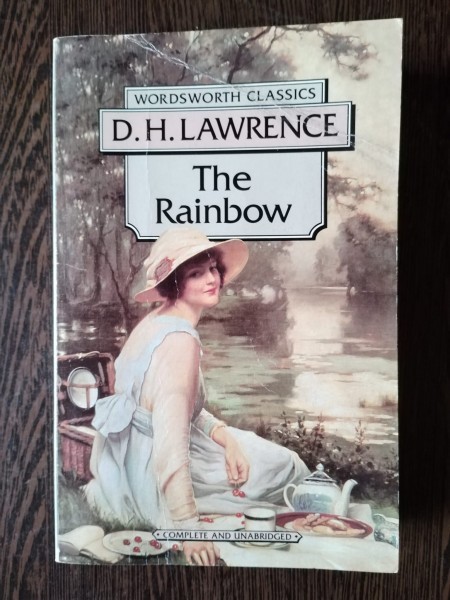 WORDSWORTH CLASSICS
D. H. LAWRENCE
The
Rainbow
· COMPLETE AND UNABRIDGED ·